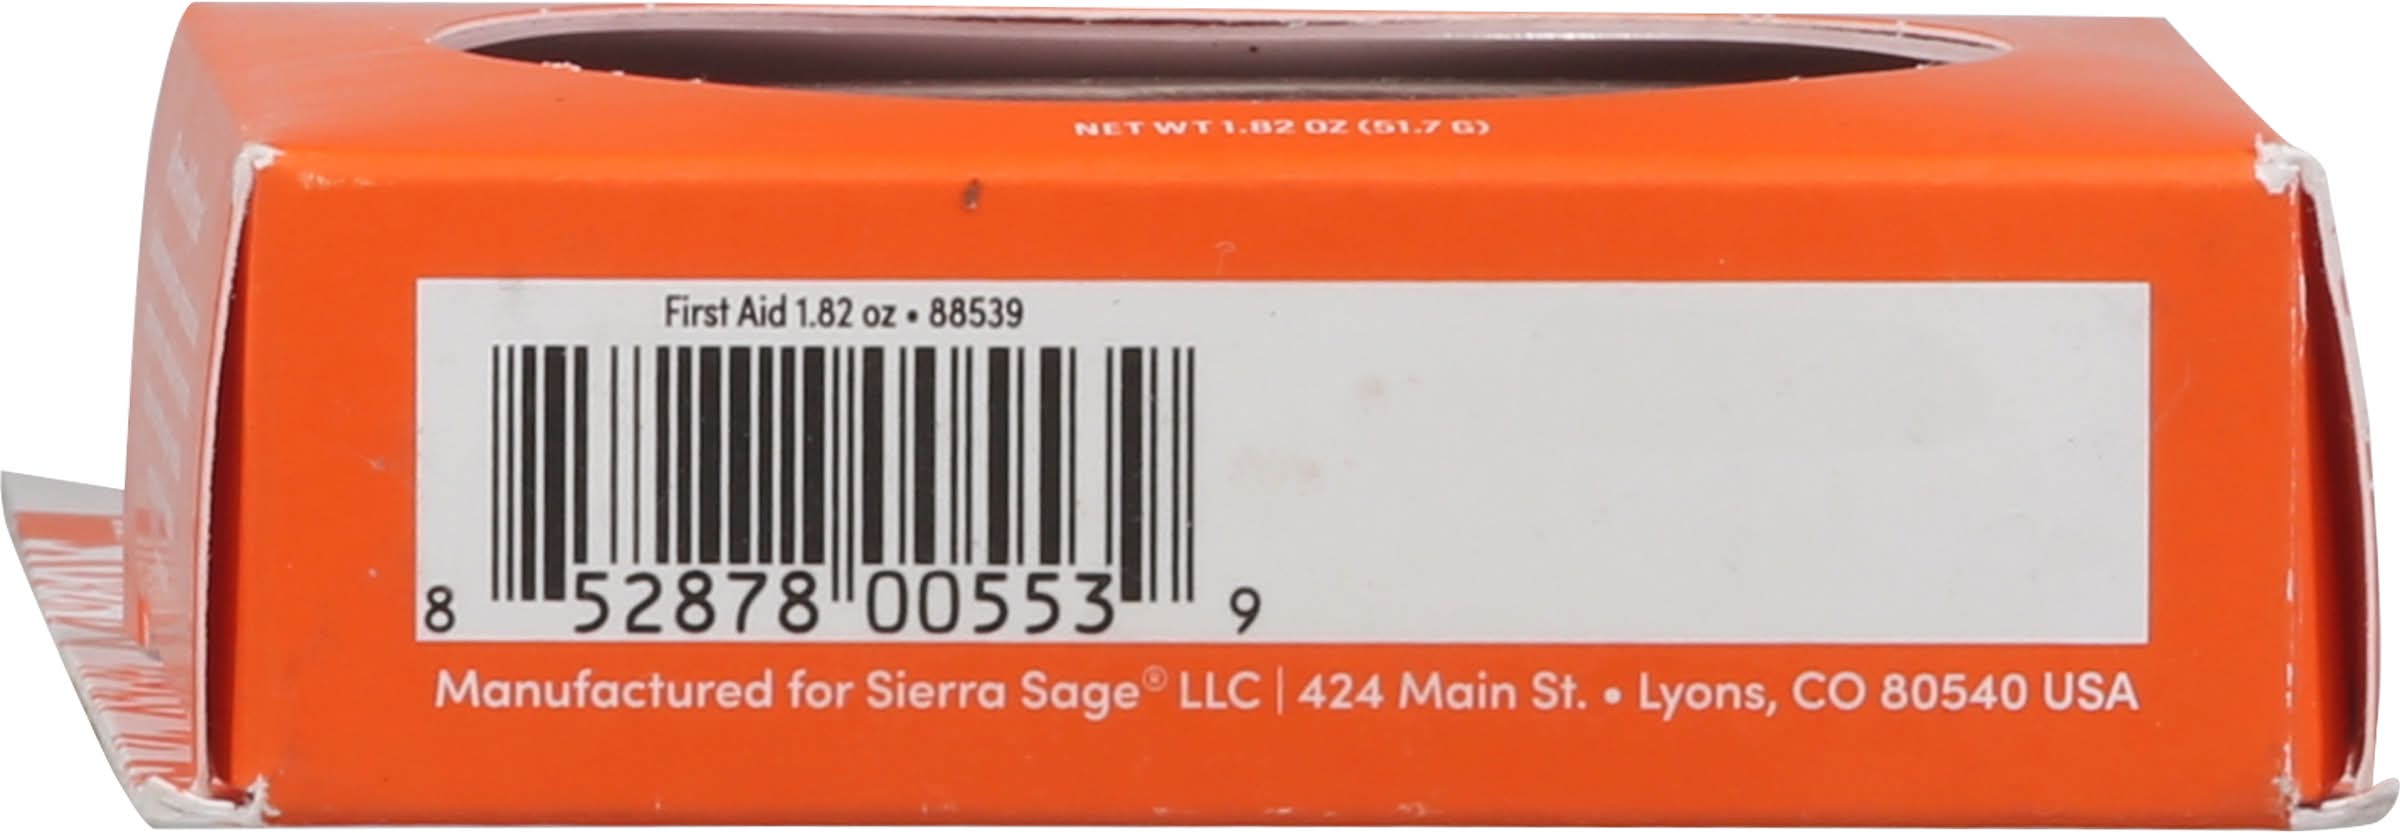 NET WT 1.82 OZ (51.7 G)
First Aid 1.82 oz • 88539
8 52878 00553 9
Manufactured for Sierra Sage® LLC | 424 Main St. • Lyons, CO 80540 USA